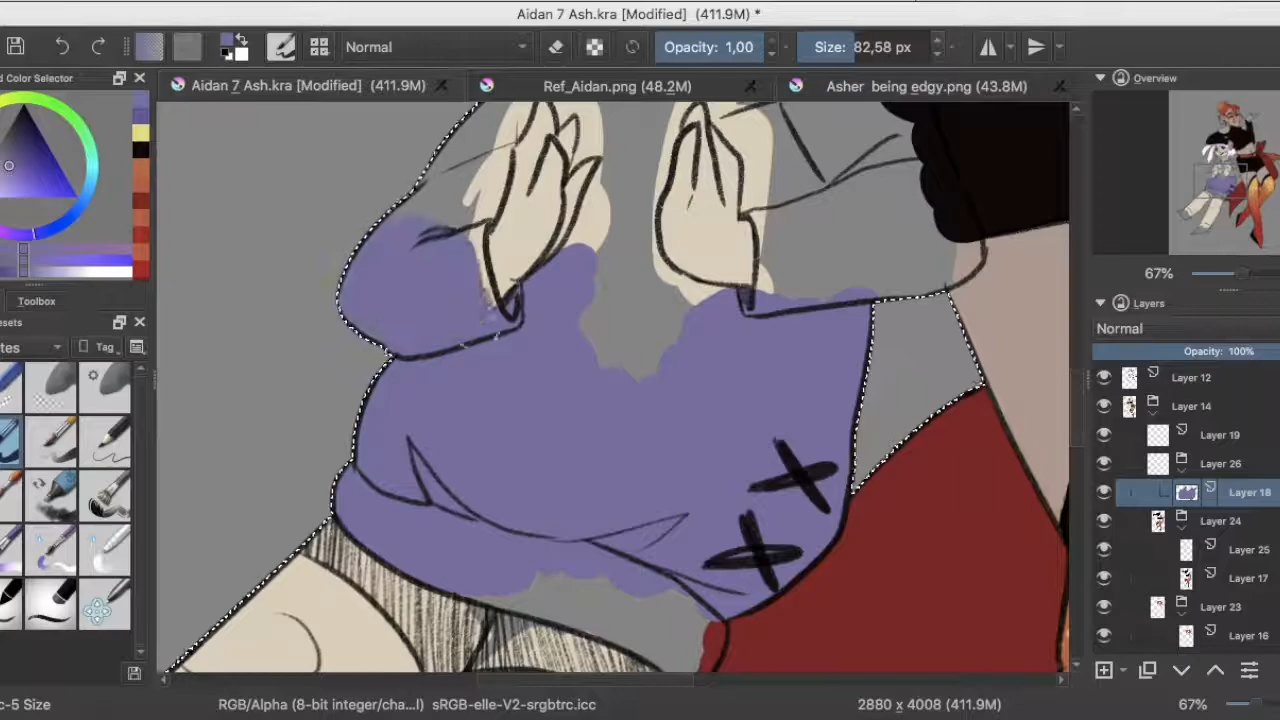 Aidan 7 Ash.kra [Modified]  (411.9M) *
Normal
Opacity: 1,00
Size: 82,58 px
d Color Selector
Aidan 7 Ash.kra [Modified]  (411.9M)
Ref_Aidan.png (48.2M)
Asher  being edgy.png (43.8M)
Overview
67%
Toolbox
esets
tes
Tag
Layers
Normal
Opacity: 100%
Layer 12
Layer 14
Layer 19
Layer 26
Layer 18
Layer 24
Layer 25
Layer 17
Layer 23
Layer 16
c-5 Size
RGB/Alpha (8-bit integer/cha...l)  sRGB-elle-V2-srgbtrc.icc
2880 x 4008 (411.9M)
67%